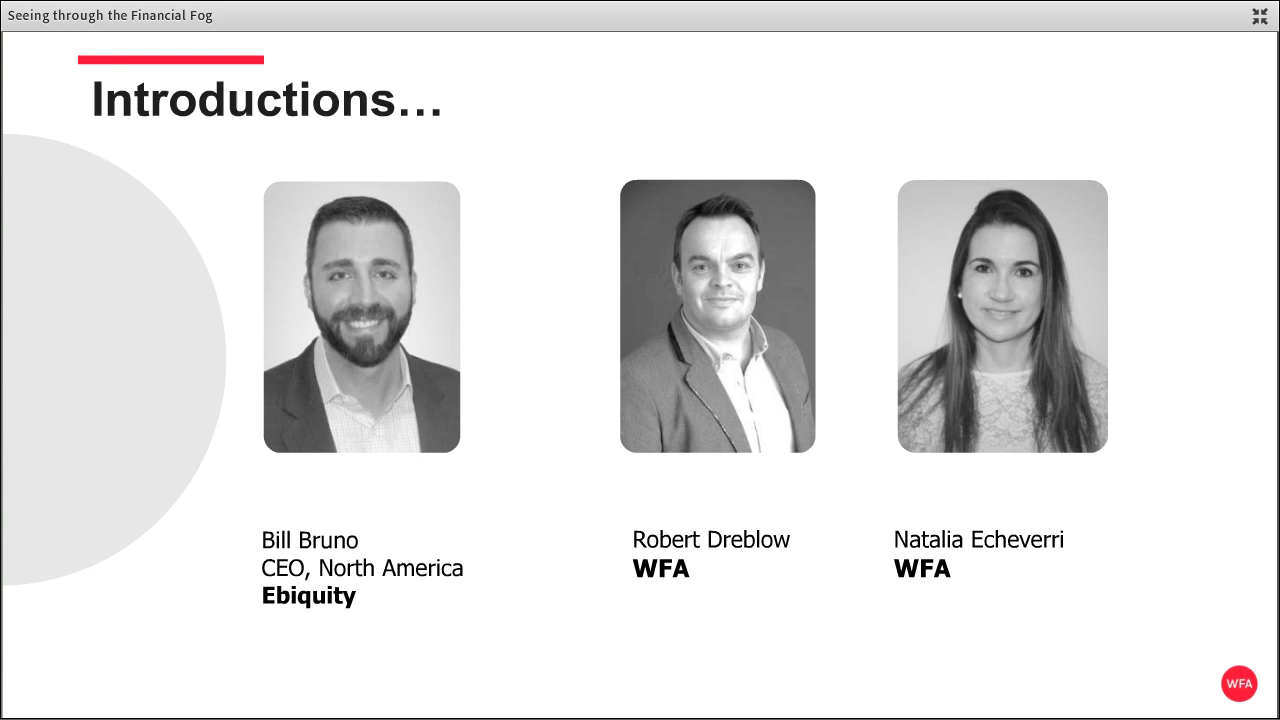 Seeing through the Financial Fog
Introductions…
Bill Bruno
CEO, North America
Ebiquity
Robert Dreblow
WFA
Natalia Echeverri
WFA
WFA